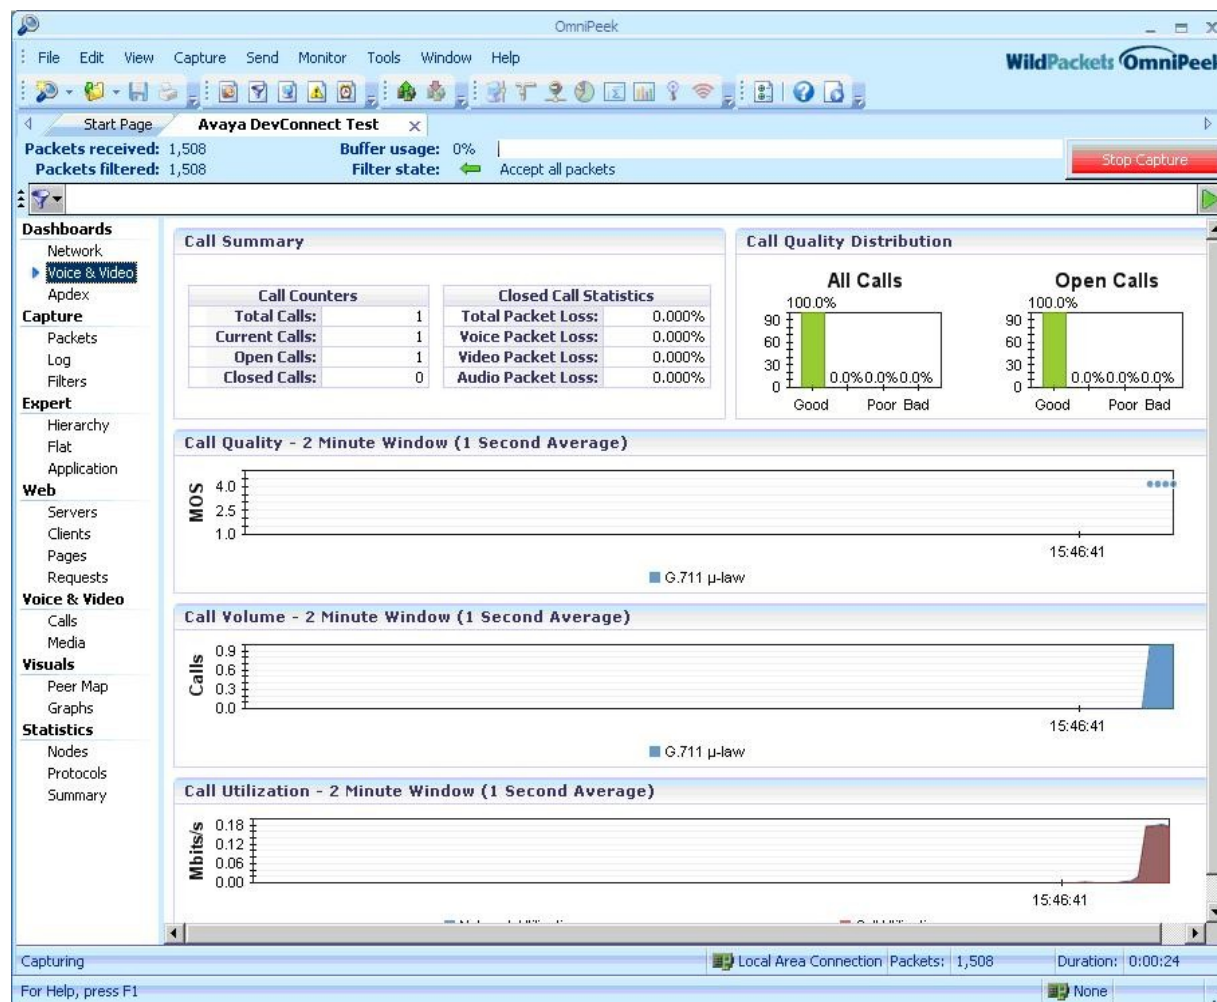 OmniPeek
File Edit View Capture Send Monitor Tools Window Help
WildPackets OmniPeek
Start Page Avaya DevConnect Test
Packets received: 1,508 Buffer usage: 0%
Packets filtered: 1,508 Filter state: Accept all packets
Stop Capture
Dashboards
Network
Voice & Video
Apdex
Capture
Packets
Log
Filters
Expert
Hierarchy
Flat
Application
Web
Servers
Clients
Pages
Requests
Voice & Video
Calls
Media
Visuals
Peer Map
Graphs
Statistics
Nodes
Protocols
Summary
Call Summary
Call Counters
Total Calls: 1
Current Calls: 1
Open Calls: 1
Closed Calls: 0
Closed Call Statistics
Total Packet Loss: 0.000%
Voice Packet Loss: 0.000%
Video Packet Loss: 0.000%
Audio Packet Loss: 0.000%
Call Quality Distribution
All Calls
100.0%
90
60
30
0
0.0% 0.0% 0.0%
Good Poor Bad
Open Calls
100.0%
90
60
30
0
0.0% 0.0% 0.0%
Good Poor Bad
Call Quality - 2 Minute Window (1 Second Average)
MOS
4.0
2.5
1.0
15:46:41
G.711 μ-law
Call Volume - 2 Minute Window (1 Second Average)
Calls
0.9
0.6
0.3
0.0
15:46:41
G.711 μ-law
Call Utilization - 2 Minute Window (1 Second Average)
Mbits/s
0.18
0.12
0.06
0.00
15:46:41
Capturing
Local Area Connection Packets: 1,508 Duration: 0:00:24
For Help, press F1
None